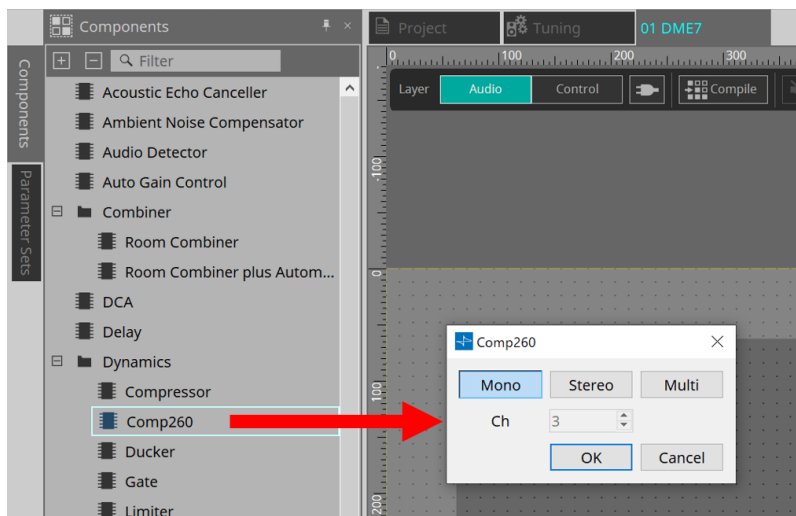 Components
Project
Tuning
01 DME7
Filter
0
100
200
300
Layer
Audio
Control
Compile
Components
Parameter Sets
Acoustic Echo Canceller
Ambient Noise Compensator
Audio Detector
Auto Gain Control
Combiner
Room Combiner
Room Combiner plus Autom...
DCA
Delay
Dynamics
Compressor
Comp260
Ducker
Gate
Limiter
-100
0
100
200
Comp260
Mono
Stereo
Multi
Ch
3
OK
Cancel